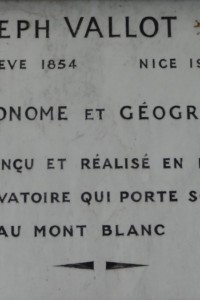 EPH VALLOT
EVE 1854 NICE 19
ONOME ET GÉOGR
NÇU ET RÉALISÉ EN
VATOIRE QUI PORTE S
AU MONT BLANC